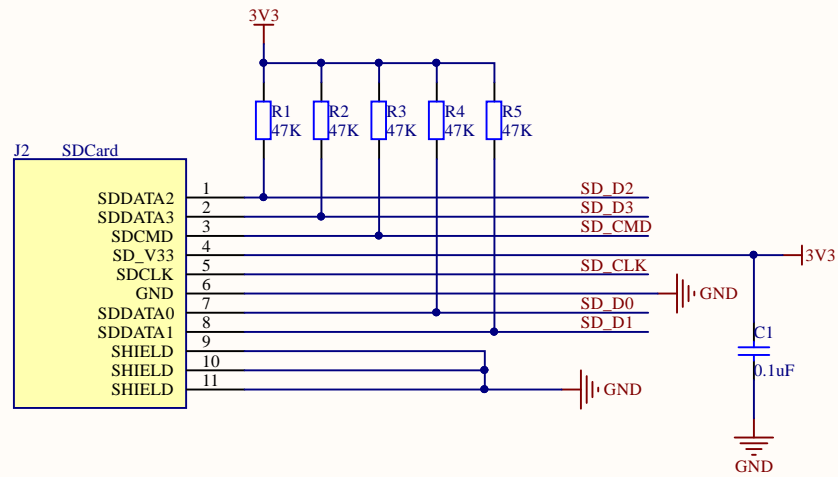 3V3
R1
47K
R2
47K
R3
47K
R4
47K
R5
47K
J2 SDCard
SDDATA2 1 SD_D2
SDDATA3 2 SD_D3
SDCMD 3 SD_CMD
SD_V33 4 3V3
SDCLK 5 SD_CLK
GND 6 GND
SDDATA0 7 SD_D0
SDDATA1 8 SD_D1
SHIELD 9
SHIELD 10
SHIELD 11 GND
C1
0.1uF
GND